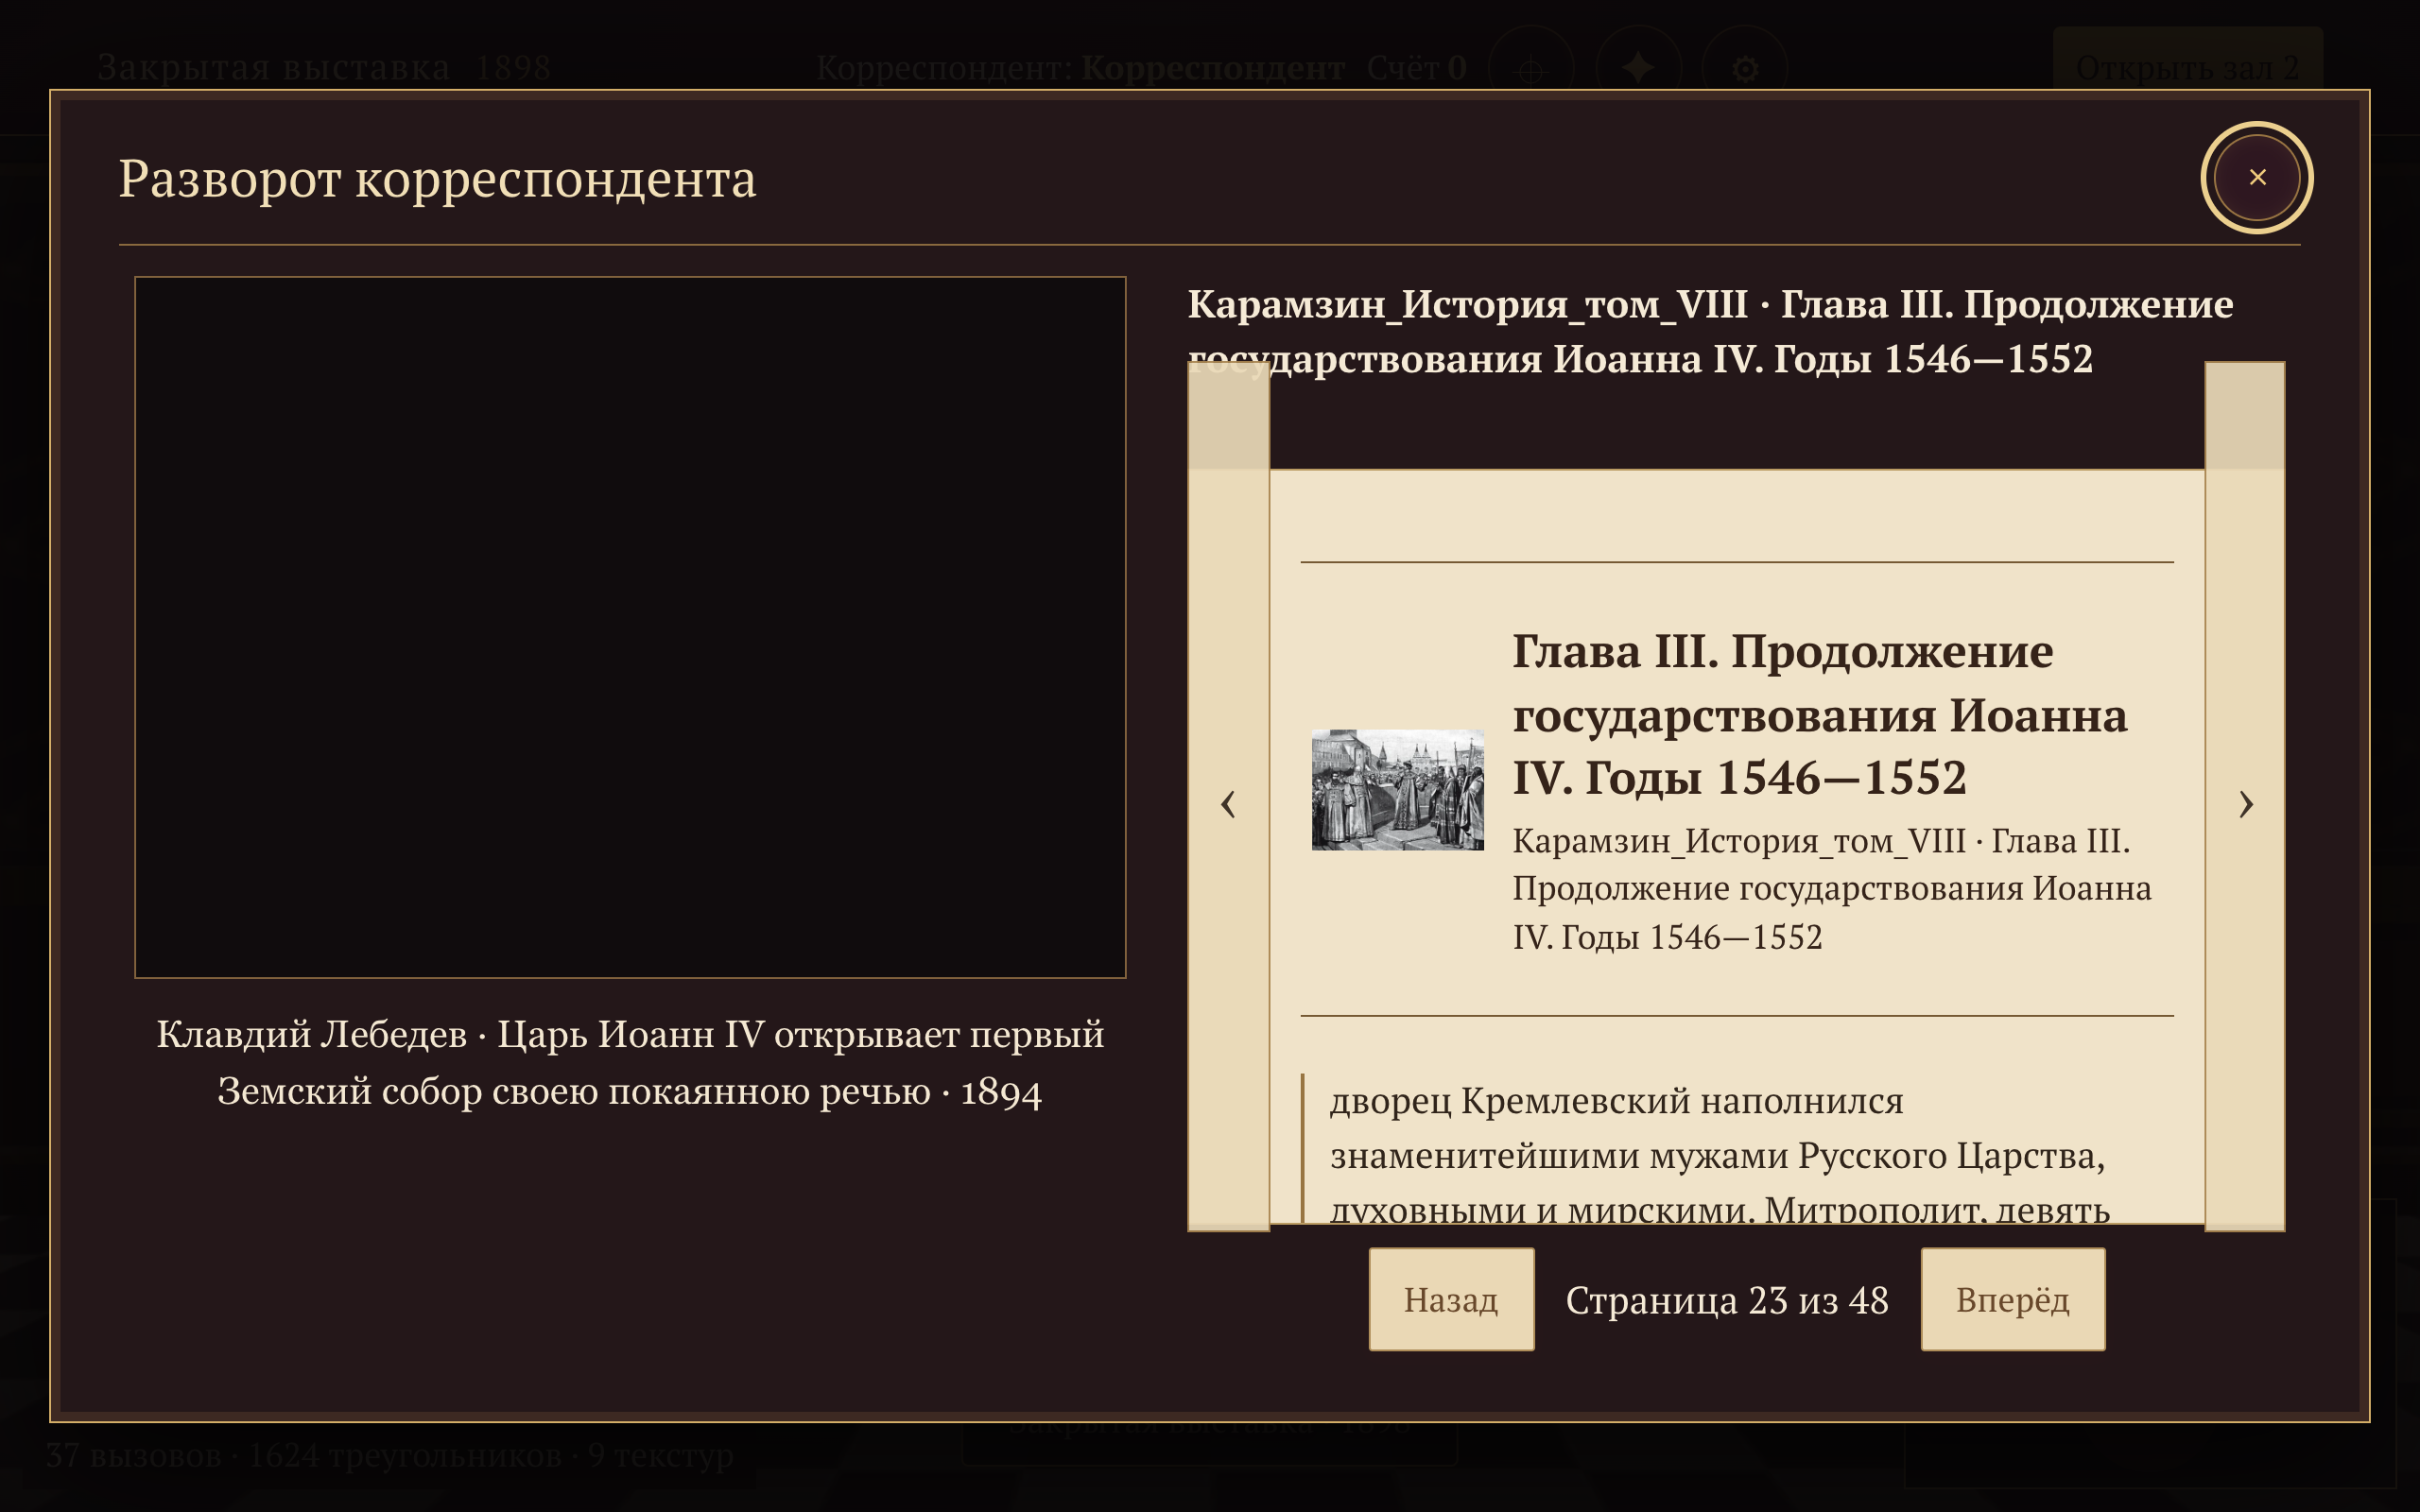 Закрытая выставка 1898
Корреспондент: Корреспондент Счёт 0
Открыть зал 2
Разворот корреспондента
×
Клавдий Лебедев · Царь Иоанн IV открывает первый
Земский собор своею покаянною речью · 1894
Карамзин_История_том_VIII · Глава III. Продолжение
государствования Иоанна IV. Годы 1546—1552
Глава III. Продолжение
государствования Иоанна
IV. Годы 1546—1552
Карамзин_История_том_VIII · Глава III.
Продолжение государствования Иоанна
IV. Годы 1546—1552
‹
›
дворец Кремлевский наполнился
знаменитейшими мужами Русского Царства,
духовными и мирскими. Митрополит, девять
Назад
Страница 23 из 48
Вперёд
Закрытая выставка · 1898
37 вызовов · 1624 треугольников · 9 текстур